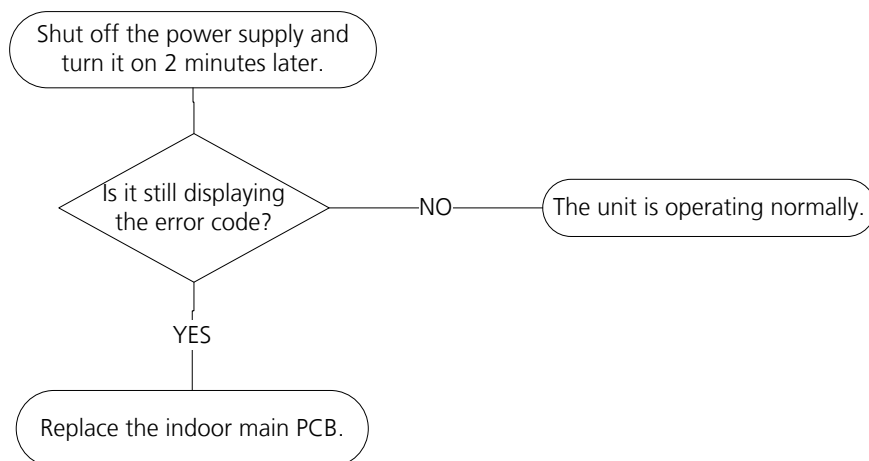 Shut off the power supply and
turn it on 2 minutes later.
Is it still displaying
the error code?
NO
The unit is operating normally.
YES
Replace the indoor main PCB.